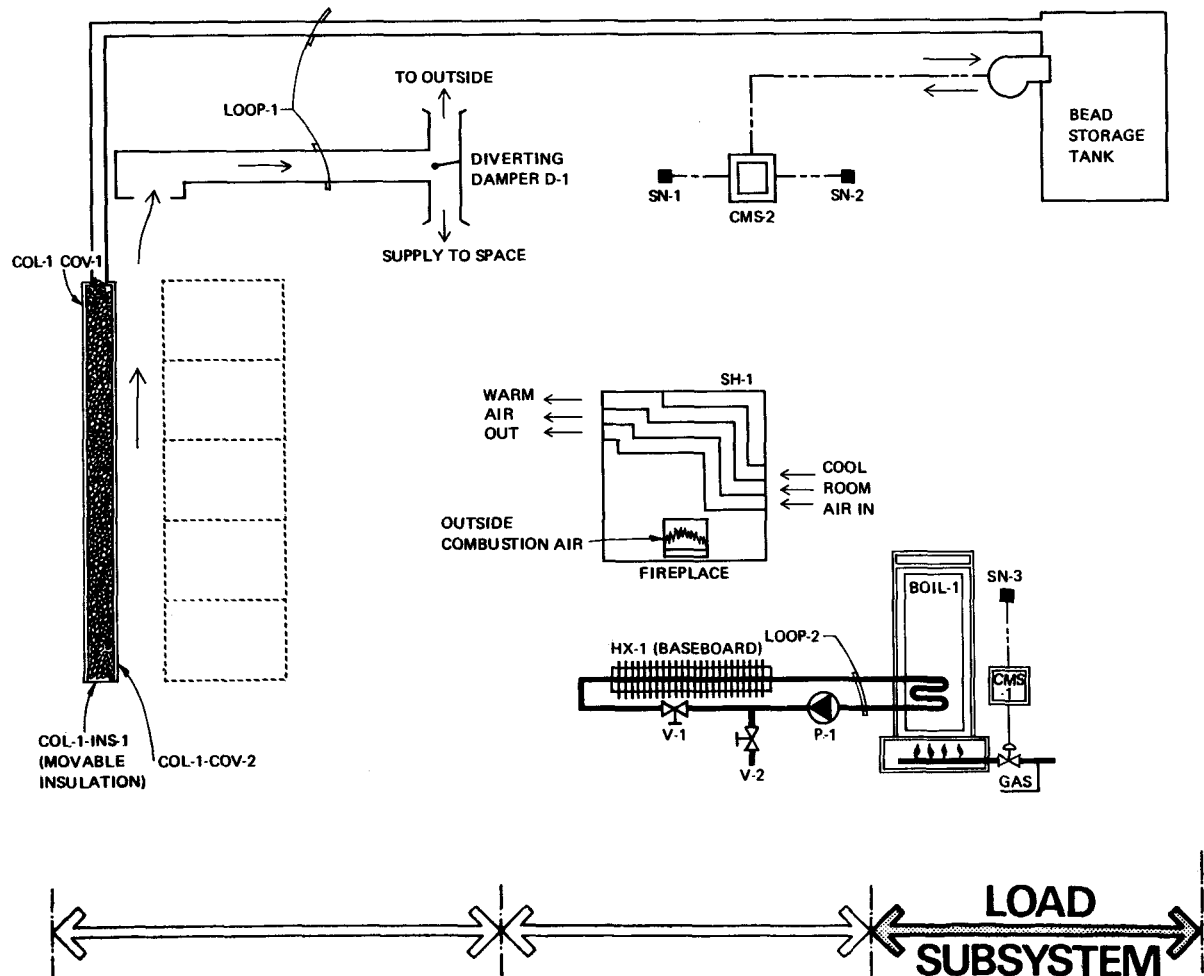 TO OUTSIDE
LOOP-1
DIVERTING
DAMPER D-1
SUPPLY TO SPACE
BEAD
STORAGE
TANK
SN-1
CMS-2
SN-2
COL-1 COV-1
SH-1
WARM
AIR
OUT
COOL
ROOM
AIR IN
OUTSIDE
COMBUSTION AIR
FIREPLACE
BOIL-1
SN-3
LOOP-2
HX-1 (BASEBOARD)
CMS
-1
V-1
P-1
V-2
GAS
COL-1-INS-1
(MOVABLE
INSULATION)
COL-1-COV-2
LOAD
SUBSYSTEM